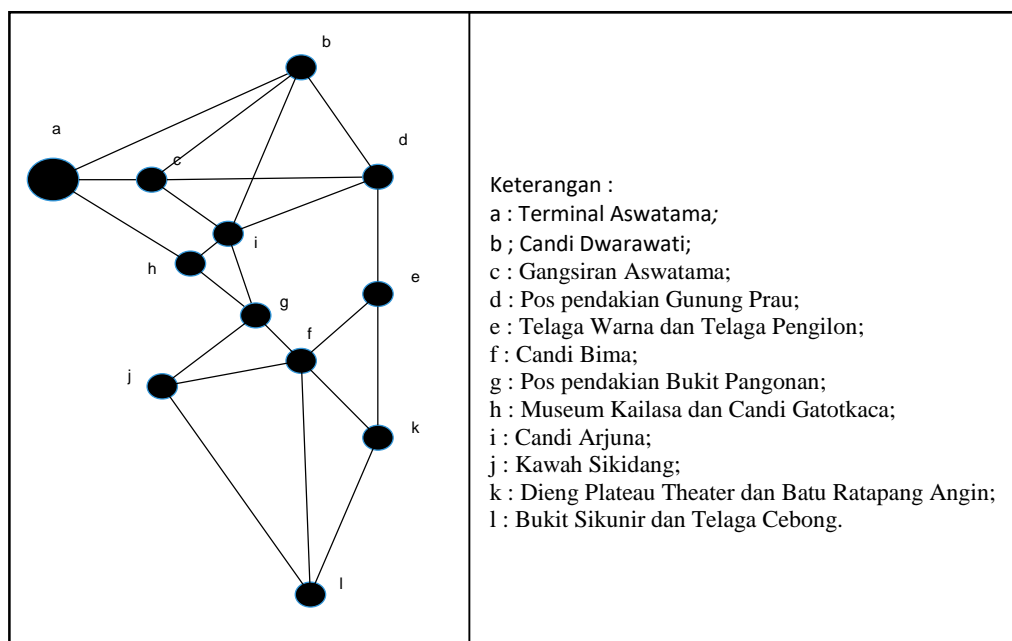 b
a
d
c
i
h
e
g
f
j
k
l
Keterangan :
a : Terminal Aswatama;
b ; Candi Dwarawati;
c : Gangsiran Aswatama;
d : Pos pendakian Gunung Prau;
e : Telaga Warna dan Telaga Pengilon;
f : Candi Bima;
g : Pos pendakian Bukit Pangonan;
h : Museum Kailasa dan Candi Gatotkaca;
i : Candi Arjuna;
j : Kawah Sikidang;
k : Dieng Plateau Theater dan Batu Ratapang Angin;
l : Bukit Sikunir dan Telaga Cebong.